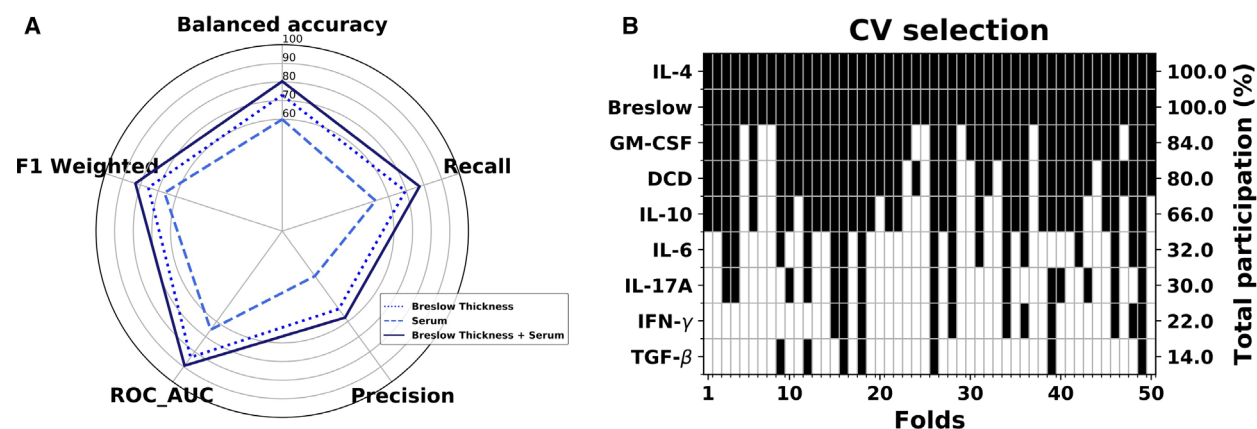 A
Balanced accuracy
100
90
80
70
60
F1 Weighted
Recall
ROC_AUC
Precision
Breslow Thickness
Serum
Breslow Thickness + Serum
B
CV selection
IL-4 100.0
Breslow 100.0
GM-CSF 84.0
DCD 80.0
IL-10 66.0
IL-6 32.0
IL-17A 30.0
IFN-γ 22.0
TGF-β 14.0
Total participation (%)
1 10 20 30 40 50
Folds